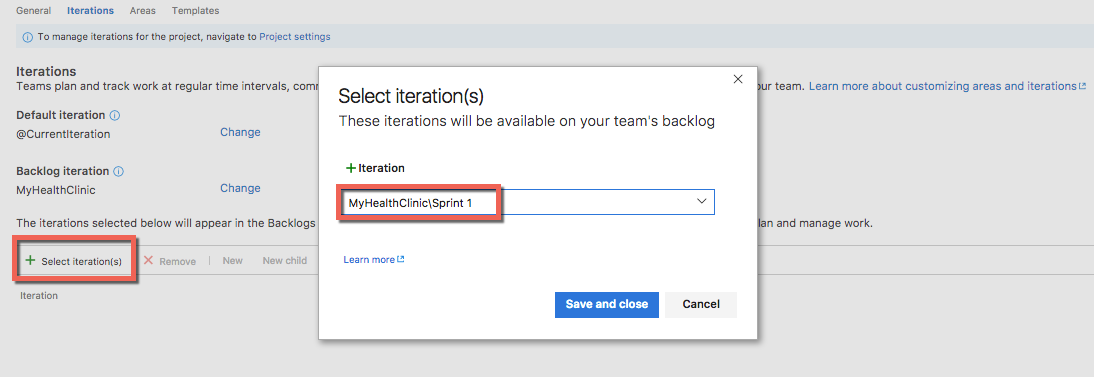 General Iterations Areas Templates
To manage iterations for the project, navigate to Project settings
Iterations
Teams plan and track work at regular time intervals, com
our team. Learn more about customizing areas and iterations
Default iteration
@CurrentIteration Change
Backlog iteration
MyHealthClinic Change
The iterations selected below will appear in the Backlogs
lan and manage work.
+ Select iteration(s) Remove New New child
Iteration
Select iteration(s)
These iterations will be available on your team's backlog
+ Iteration
MyHealthClinic\Sprint 1
Learn more
Save and close Cancel